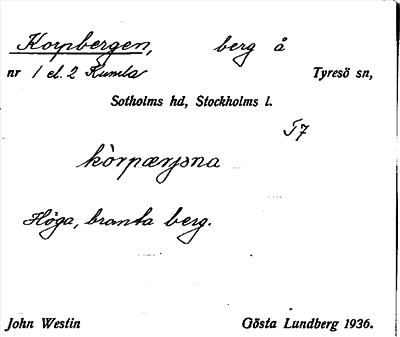 Korpbergen, berg å
nr 1 el. 2 Kumla Tyresö sn,
Sotholms hd, Stockholms l.
T7
kòrpærjəna
Höga, branta berg.
John Westin Gösta Lundberg 1936.